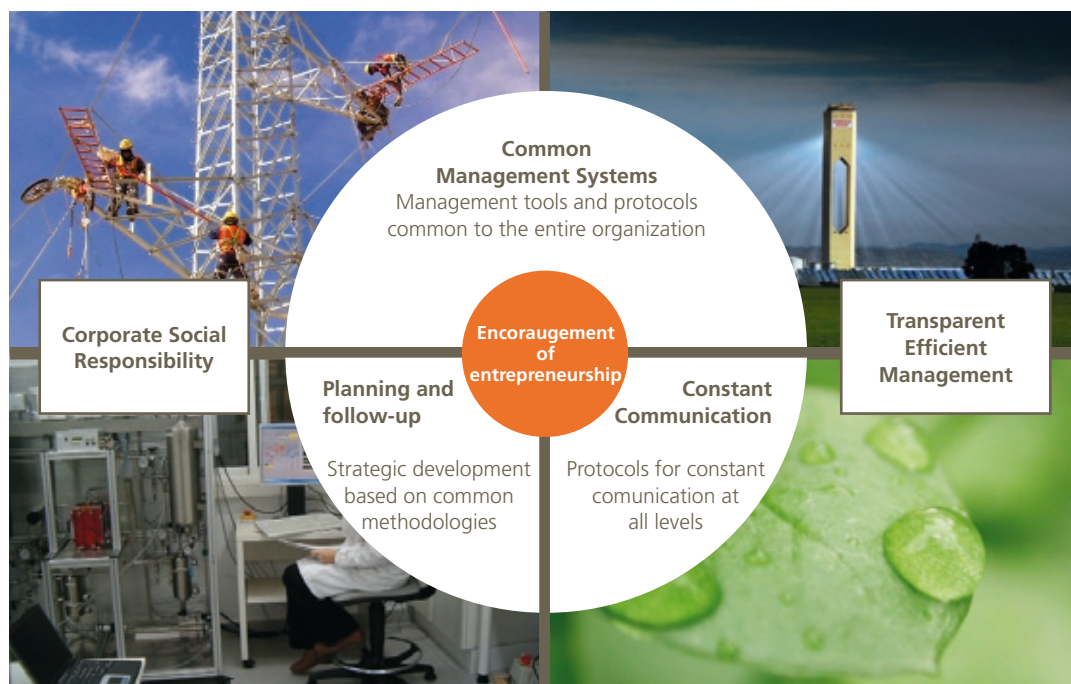 Common
Management Systems
Management tools and protocols
common to the entire organization
Corporate Social
Responsibility
Encoraugement
of
entrepreneurship
Transparent
Efficient
Management
Planning and
follow-up
Strategic development
based on common
methodologies
Constant
Communication
Protocols for constant
comunication at
all levels